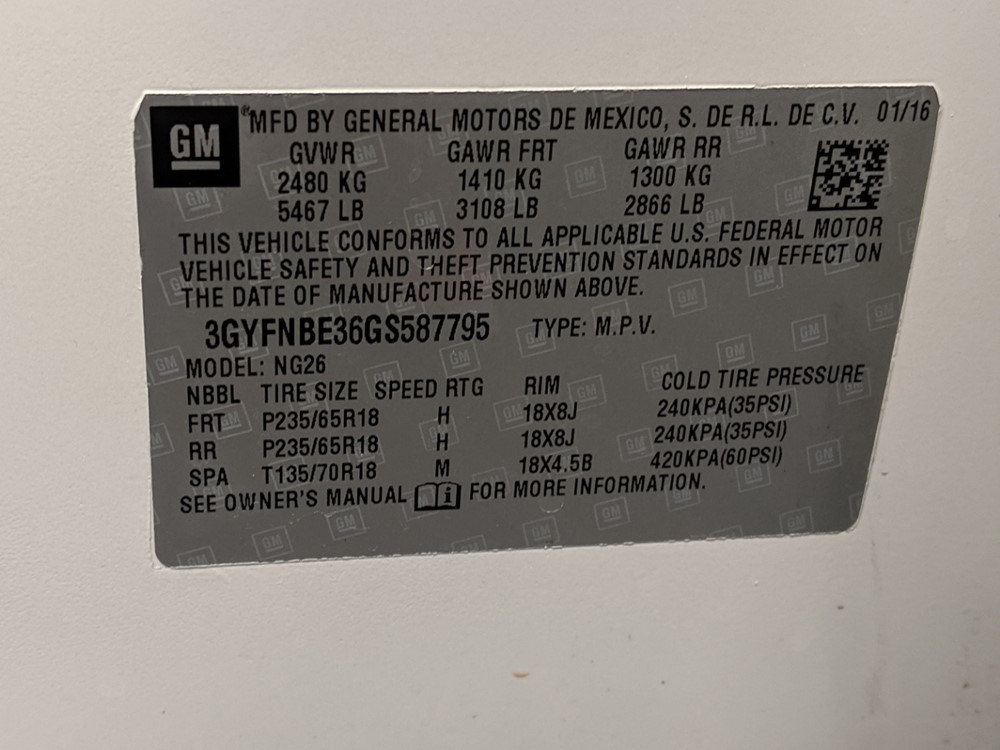 GM ®MFD BY GENERAL MOTORS DE MEXICO, S. DE R.L. DE C.V. 01/16
GVWR GAWR FRT GAWR RR
2480 KG 1410 KG 1300 KG
5467 LB 3108 LB 2866 LB
THIS VEHICLE CONFORMS TO ALL APPLICABLE U.S. FEDERAL MOTOR
VEHICLE SAFETY AND THEFT PREVENTION STANDARDS IN EFFECT ON
THE DATE OF MANUFACTURE SHOWN ABOVE.
3GYFNBE36GS587795 TYPE: M.P.V.
MODEL: NG26
NBBL TIRE SIZE SPEED RTG RIM COLD TIRE PRESSURE
FRT P235/65R18 H 18X8J 240KPA(35PSI)
RR P235/65R18 H 18X8J 240KPA(35PSI)
SPA T135/70R18 M 18X4.5B 420KPA(60PSI)
SEE OWNER'S MANUAL i FOR MORE INFORMATION.